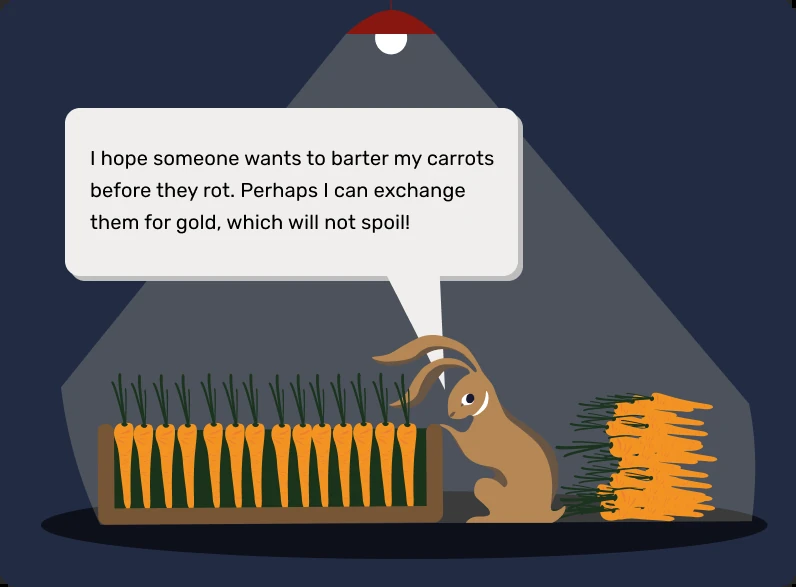 I hope someone wants to barter my carrots
before they rot. Perhaps I can exchange
them for gold, which will not spoil!